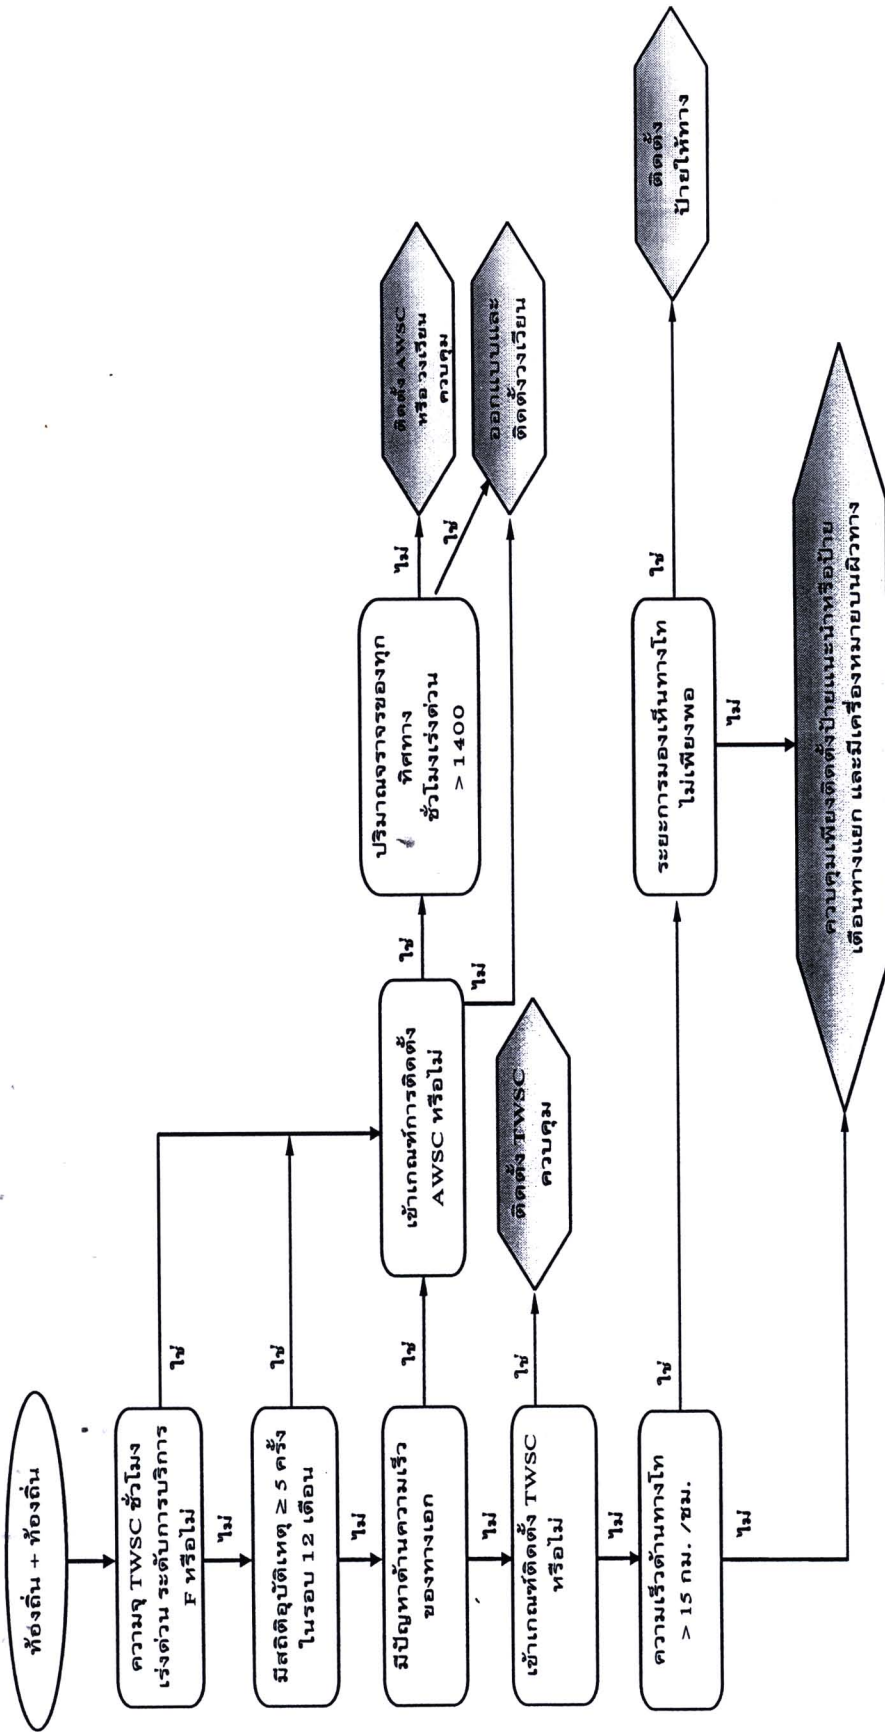 ท้องถิ่น + ท้องถิ่น
ความจุ TWSC ชั่วโมง
เร่งด่วน ระดับการบริการ
F หรือไม่
ใช่
ไม่
มีสถิติอุบัติเหตุ ≥ 5 ครั้ง
ในรอบ 12 เดือน
ใช่
ไม่
มีปัญหาด้านความเร็ว
ของทางเอก
ใช่
ไม่
เข้าเกณฑ์การติดตั้ง
AWSC หรือไม่
ใช่
ไม่
ปริมาณจราจรของทุก
ทิศทาง
ชั่วโมงเร่งด่วน
> 1400
ไม่
ใช่
ติดตั้ง AWSC
หรือ วงเวียน
ควบคุม
ออกแบบและ
ติดตั้งวงเวียน
เข้าเกณฑ์ติดตั้ง TWSC
หรือไม่
ใช่
ไม่
ติดตั้ง TWSC
ควบคุม
ความเร็วด้านทางโท
> 15 กม. /ชม.
ใช่
ไม่
ระยะการมองเห็นทางโท
ไม่เพียงพอ
ใช่
ไม่
ติดตั้ง
ป้ายให้ทาง
ควบคุมเพียงติดตั้งป้ายแนะนำหรือป้าย
เตือนทางแยก และมีเครื่องหมายบนผิวทาง